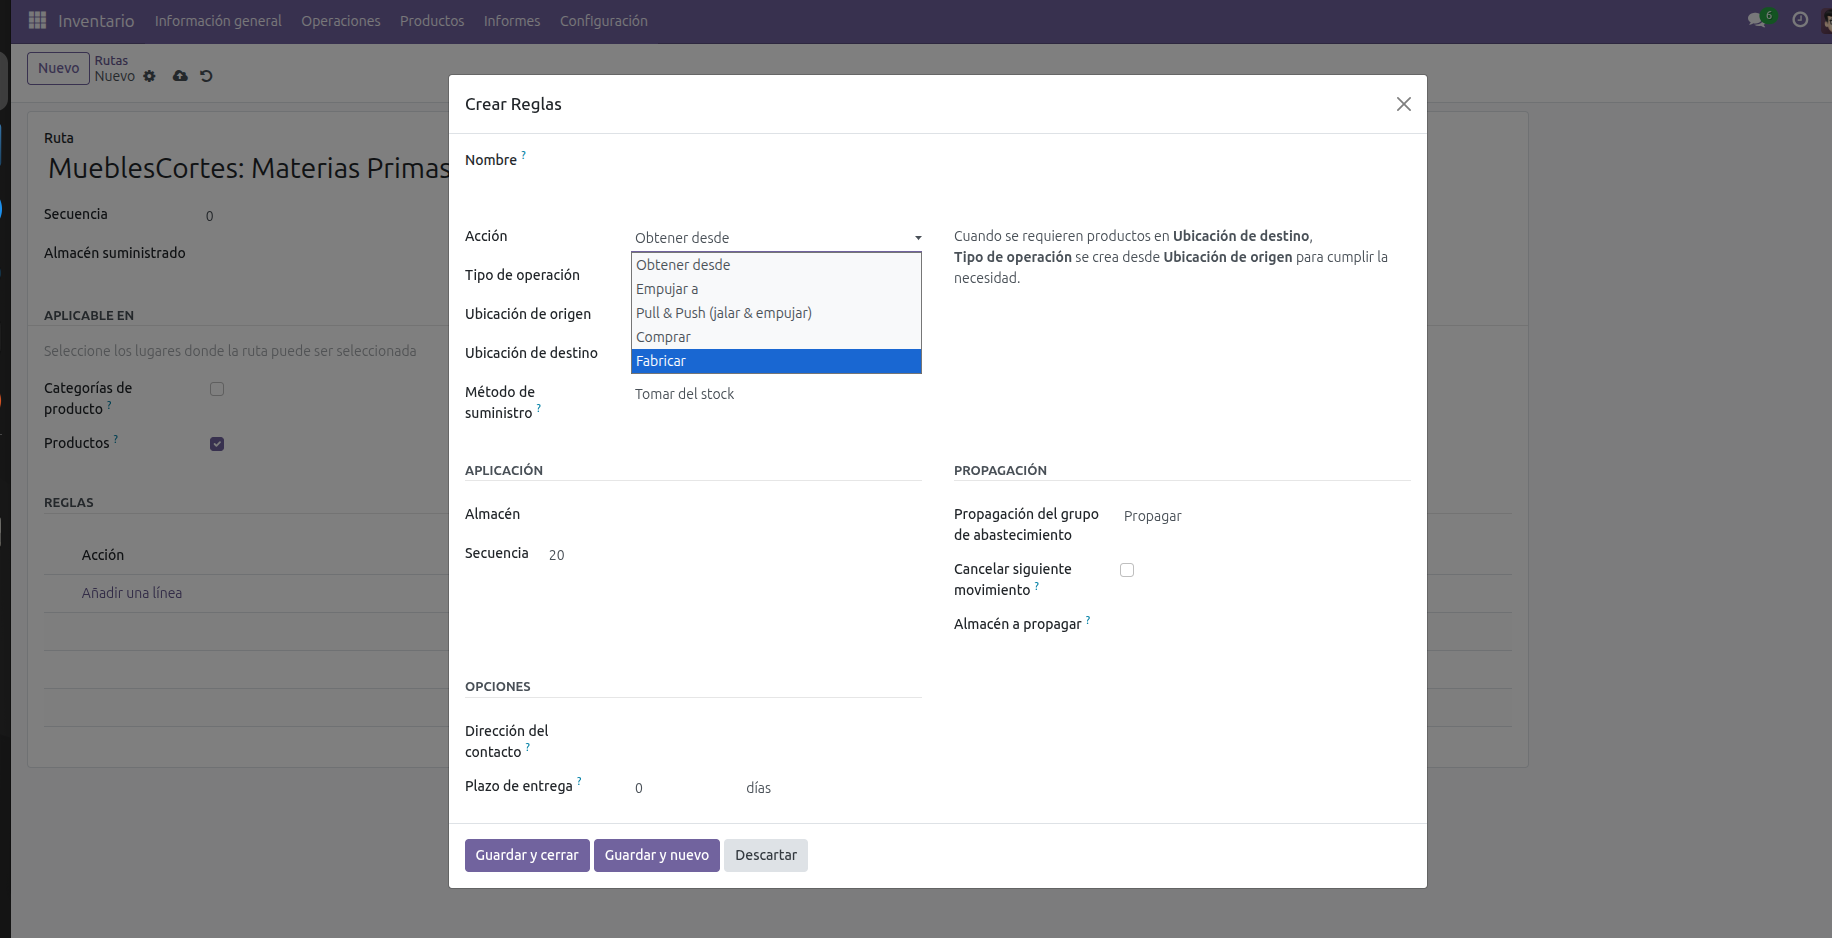 Inventario Información general Operaciones Productos Informes Configuración 6
Nuevo Rutas
Nuevo
Crear Reglas
Ruta
MueblesCortes: Materias Primas
Secuencia 0
Almacén suministrado
APLICABLE EN
Seleccione los lugares donde la ruta puede ser seleccionada
Categorías de
producto ?
Productos ?
REGLAS
Acción
Añadir una línea
Nombre ?
Acción Obtener desde
Obtener desde
Empujar a
Pull & Push (jalar & empujar)
Comprar
Fabricar
Tipo de operación
Ubicación de origen
Ubicación de destino
Método de
suministro ?
Tomar del stock
Cuando se requieren productos en Ubicación de destino,
Tipo de operación se crea desde Ubicación de origen para cumplir la
necesidad.
APLICACIÓN
Almacén
Secuencia 20
PROPAGACIÓN
Propagación del grupo
de abastecimiento
Propagar
Cancelar siguiente
movimiento ?
Almacén a propagar ?
OPCIONES
Dirección del
contacto ?
Plazo de entrega ? 0 días
Guardar y cerrar Guardar y nuevo Descartar